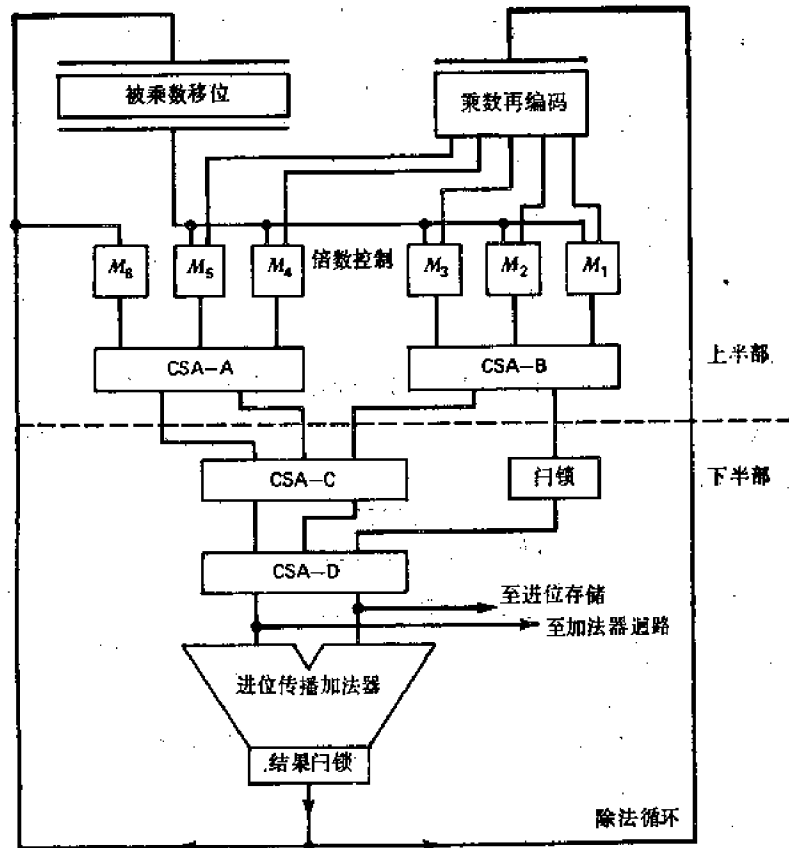 被乘数移位
乘数再编码
M6
M5
M4
倍数控制
M3
M2
M1
CSA-A
CSA-B
上半部
CSA-C
闩锁
下半部
CSA-D
至进位存储
至加法器通路
进位传播加法器
结果闩锁
除法循环